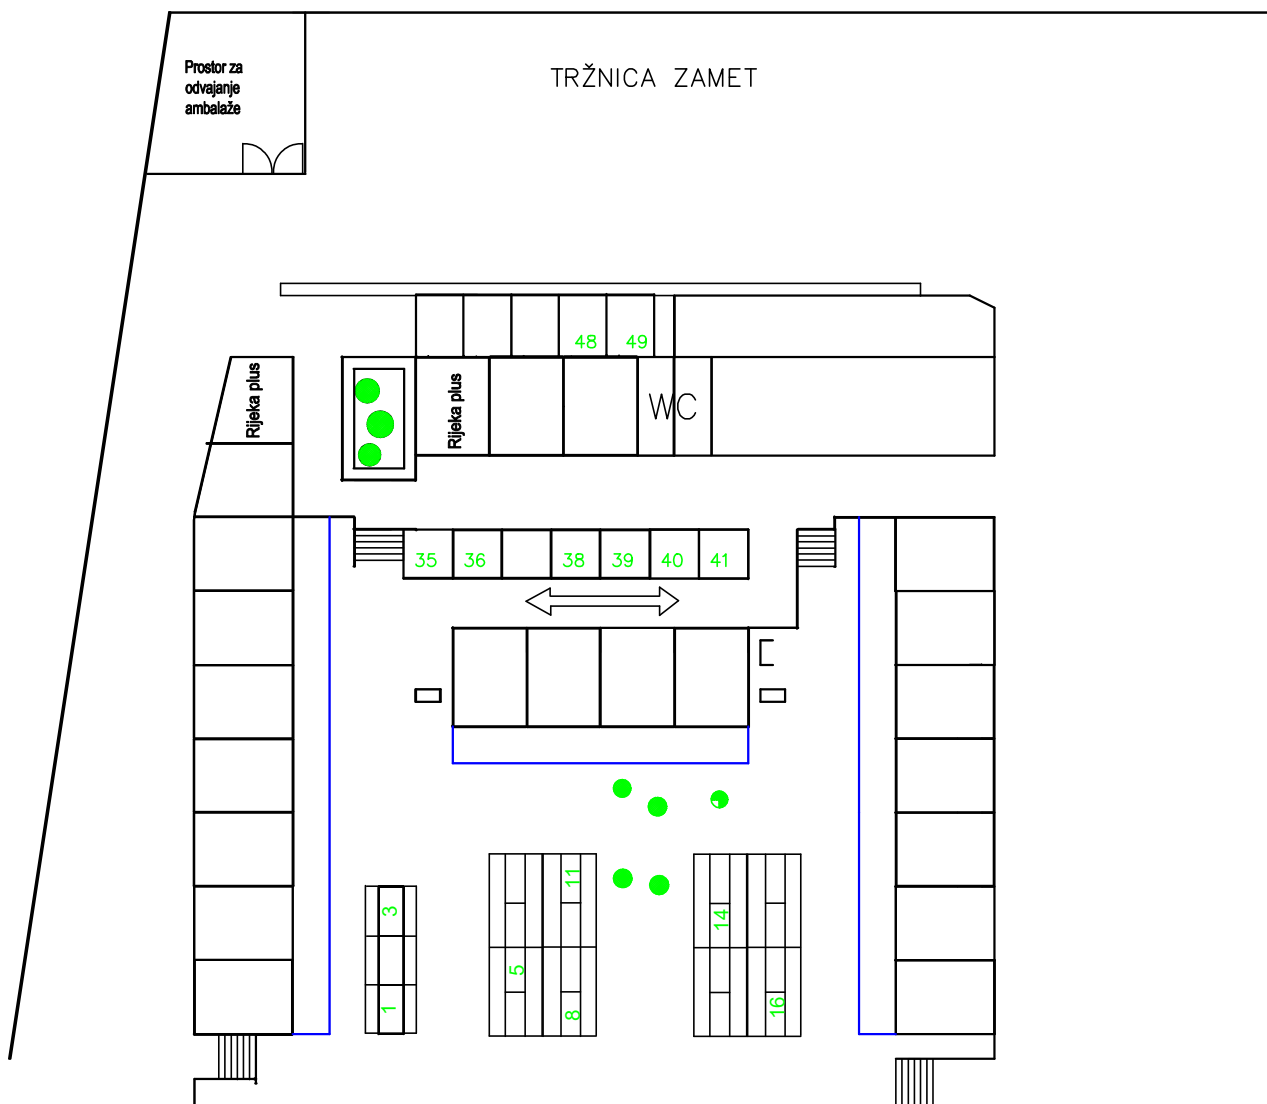 TRŽNICA ZAMET
Prostor za
odvajanje
ambalaže
48
49
Rijeka plus
Rijeka plus
WC
35
36
38
39
40
41
11
3
14
5
1
8
16